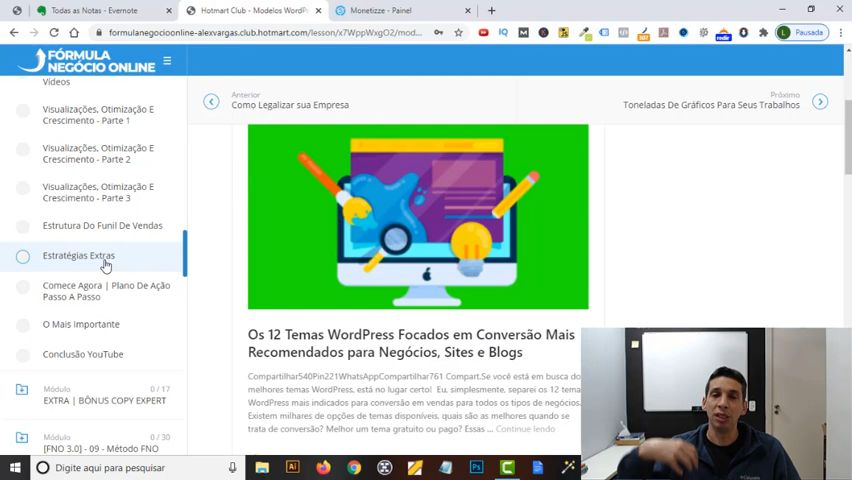 Todas as Notas - Evernote
Hotmart Club - Modelos WordPr
Monetizze - Painel
formulanegocioonline-alexvargas.club.hotmart.com/lesson/x7WppWxgO2/mod...
Pausada
FÓRMULA
NEGÓCIO ONLINE
Vídeos
Visualizações, Otimização E
Crescimento - Parte 1
Visualizações, Otimização E
Crescimento - Parte 2
Visualizações, Otimização E
Crescimento - Parte 3
Estrutura Do Funil De Vendas
Estratégias Extras
Comece Agora | Plano De Ação
Passo A Passo
O Mais Importante
Conclusão YouTube
Módulo 0 / 17
EXTRA | BÔNUS COPY EXPERT
Módulo 0 / 30
[FNO 3.0] - 09 - Método FNO
Anterior
Como Legalizar sua Empresa
Próximo
Toneladas De Gráficos Para Seus Trabalhos
Os 12 Temas WordPress Focados em Conversão Mais
Recomendados para Negócios, Sites e Blogs
Compartilhar540Pin221WhatsAppCompartilhar761 Compart.Se você está em busca do
melhores temas WordPress, está no lugar certo! Eu, simplesmente, separei os 12 tema
WordPress mais indicados para conversão em vendas para todos os tipos de negócios.
Existem milhares de opções de temas disponíveis, quais são as melhores quando se
trata de conversão? Melhor um tema gratuito ou pago? Essas ... Continue lendo
Digite aqui para pesquisar